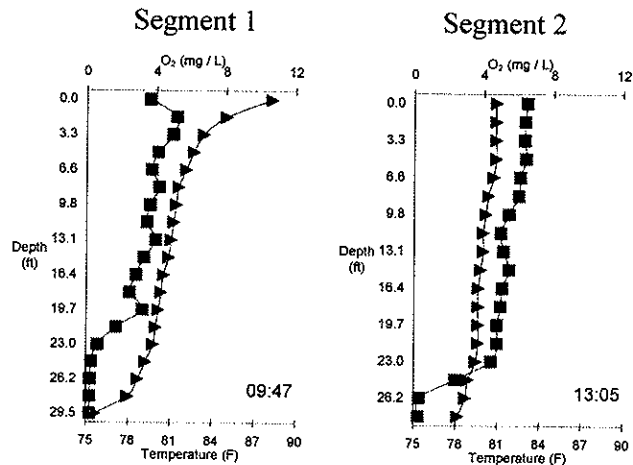 Segment 1
Segment 2
O₂ (mg / L)
O₂ (mg / L)
0 4 8 12
0 4 8 12
0.0
3.3
6.6
9.8
13.1
16.4
19.7
23.0
26.2
29.5
Depth
(ft)
09:47
75 78 81 84 87 90
Temperature (F)
0.0
3.3
6.6
9.8
13.1
16.4
19.7
23.0
26.2
Depth
(ft)
13:05
75 78 81 84 87 90
Temperature (F)